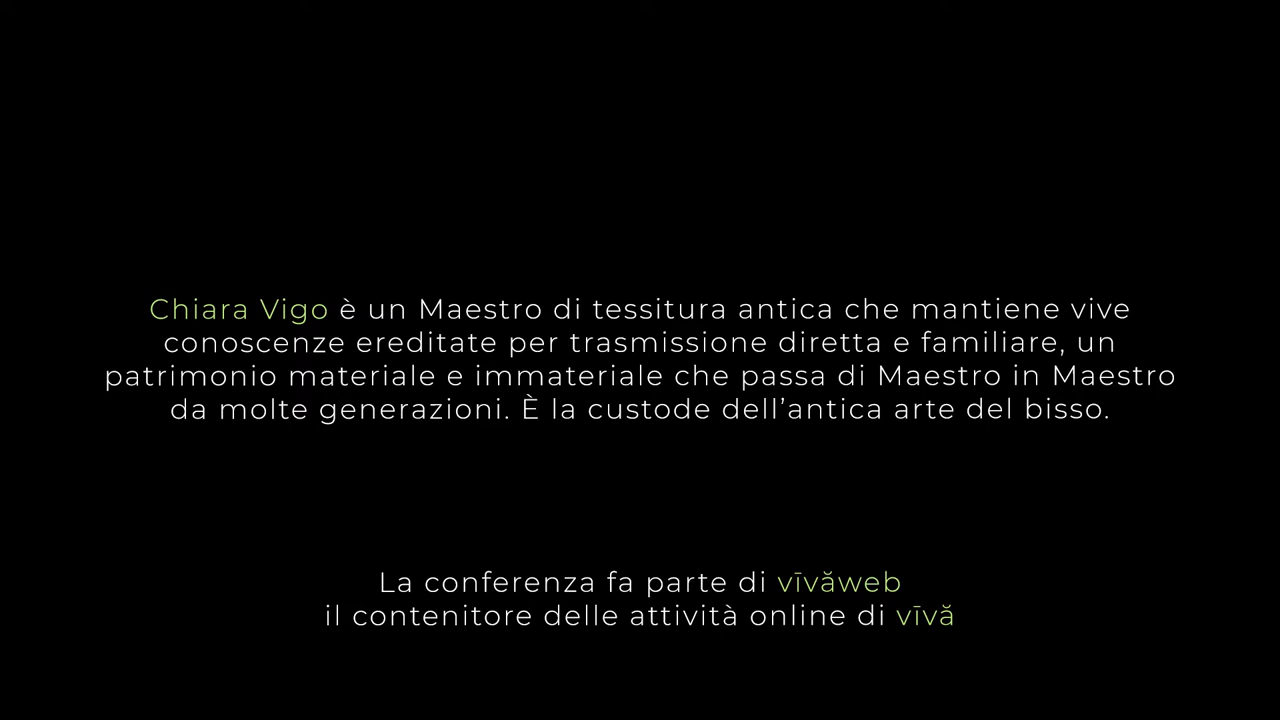 Chiara Vigo è un Maestro di tessitura antica che mantiene vive
conoscenze ereditate per trasmissione diretta e familiare, un
patrimonio materiale e immateriale che passa di Maestro in Maestro
da molte generazioni. È la custode dell’antica arte del bisso.
La conferenza fa parte di vīvăweb
il contenitore delle attività online di vīvă